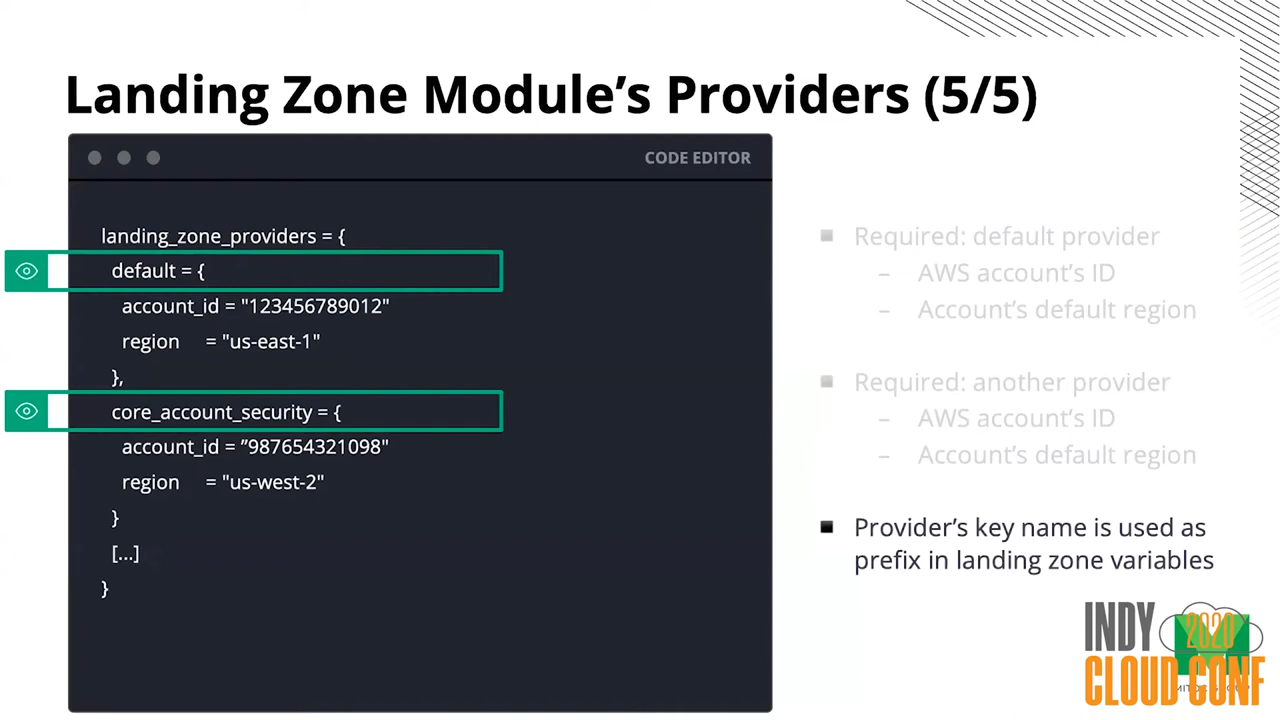 Landing Zone Module’s Providers (5/5)
CODE EDITOR
landing_zone_providers = {
default = {
account_id = "123456789012"
region = "us-east-1"
},
core_account_security = {
account_id = ”987654321098"
region = "us-west-2"
}
[...]
}
Required: default provider
– AWS account’s ID
– Account’s default region
Required: another provider
– AWS account’s ID
– Account’s default region
Provider’s key name is used as
prefix in landing zone variables
INDY
2020
CLOUD CONF